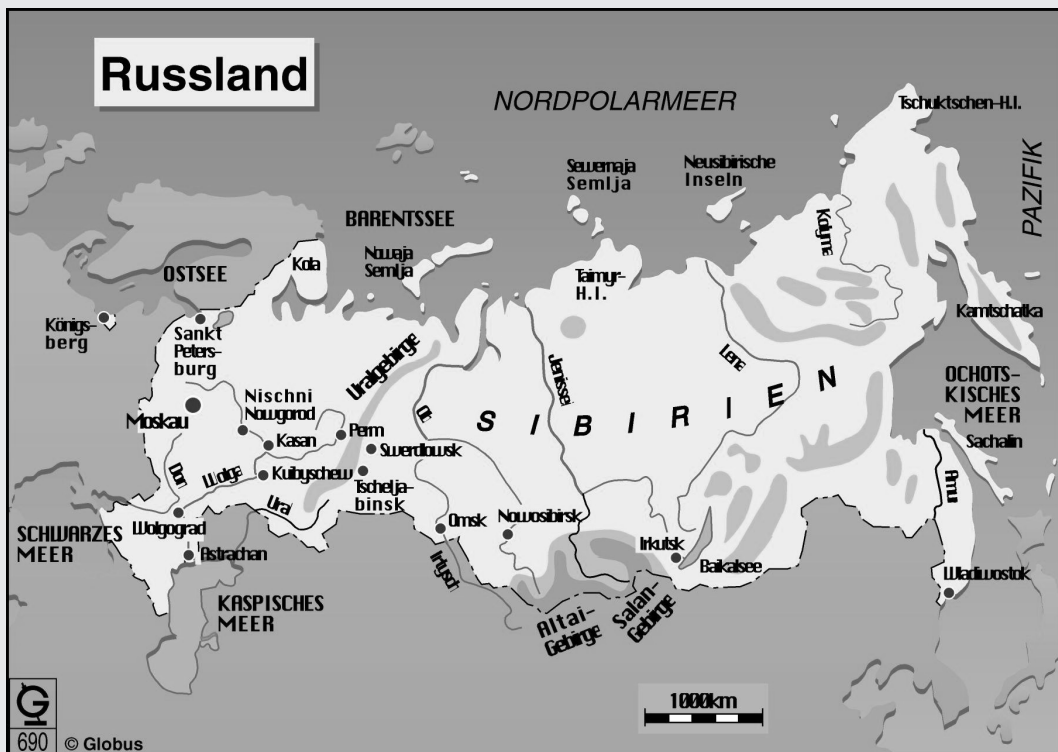 Russland
NORDPOLARMEER
Tschuktschen-H.I.
PAZIFIK
Sewernaja
Semlja
Neusibirische
Inseln
BARENTSSEE
Nowaja
Semlja
Kola
OSTSEE
Taimyr-
H.I.
Kolyma
Königs-
berg
Sankt
Peters-
burg
Kamtschatka
Uralgebirge
Jenissei
Lena
Ob
SIBIRIEN
OCHOTS-
KISCHES
MEER
Sachalin
Moskau
Nischni
Nowgorod
Kasan
Perm
Swerdlowsk
Don
Wolga
Kuibyschew
Tschelja-
binsk
Ural
Amur
SCHWARZES
MEER
Wolgograd
Astrachan
Omsk
Nowosibirsk
Irkutsk
Baikalsee
Irtysch
Wladiwostok
KASPISCHES
MEER
Altai-
Gebirge
Saian-
Gebirge
1000km
G
690
© Globus